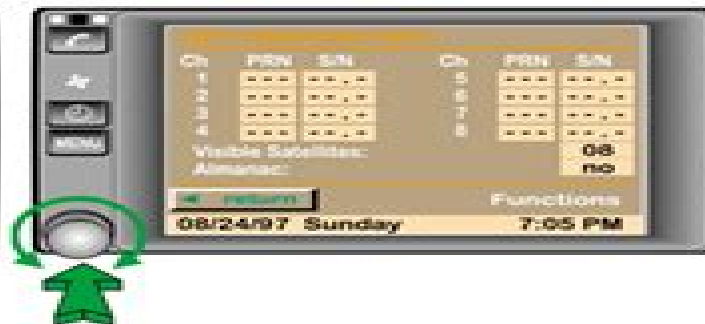 MENU
Ch PRN S/N Ch PRN S/N
1 --- --.- 5 --- --.-
2 --- --.- 6 --- --.-
3 --- --.- 7 --- --.-
4 --- --.- 8 --- --.-
Visible Satellites: 08
Almanac: no
◄ return Functions
08/24/97 Sunday 7:05 PM